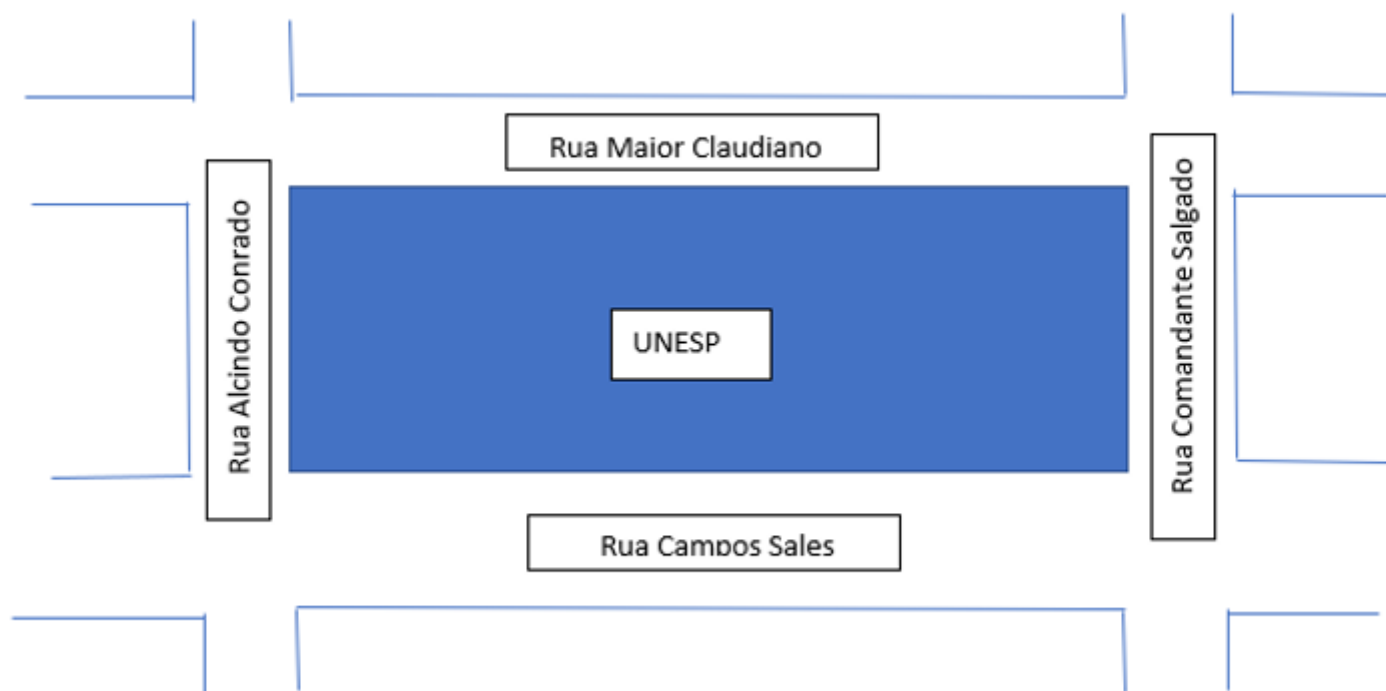 Rua Maior Claudiano
Rua Alcindo Conrado
Rua Comandante Salgado
UNESP
Rua Campos Sales